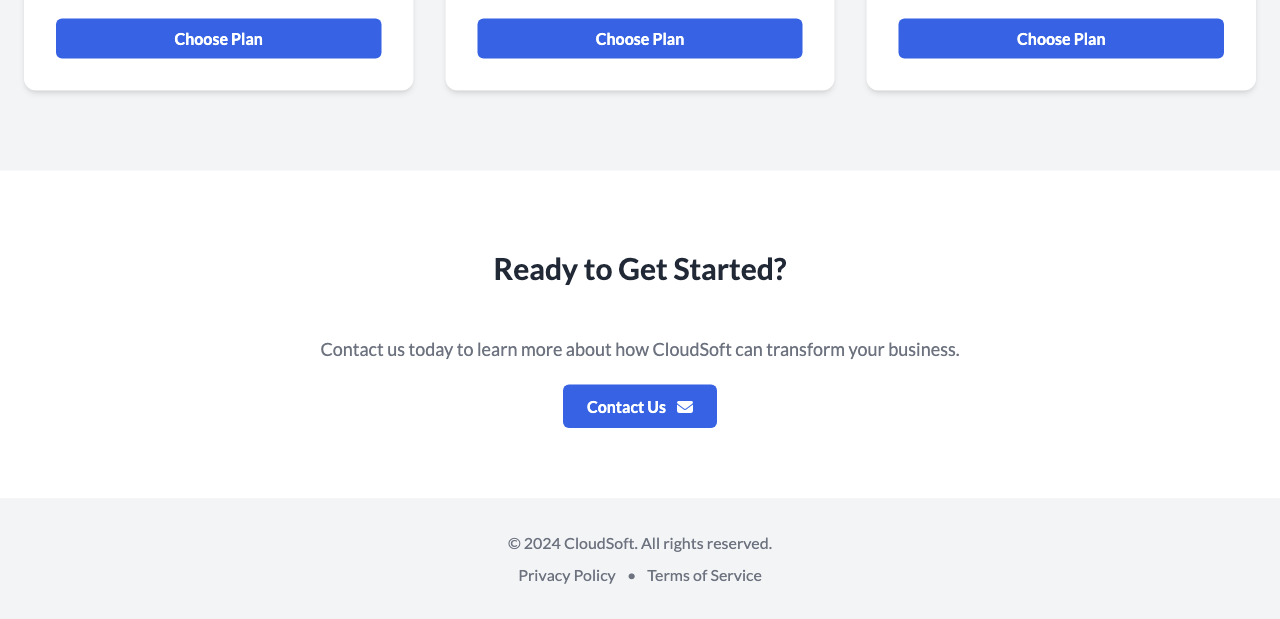 Choose Plan
Choose Plan
Choose Plan
Ready to Get Started?
Contact us today to learn more about how CloudSoft can transform your business.
Contact Us
© 2024 CloudSoft. All rights reserved.
Privacy Policy • Terms of Service